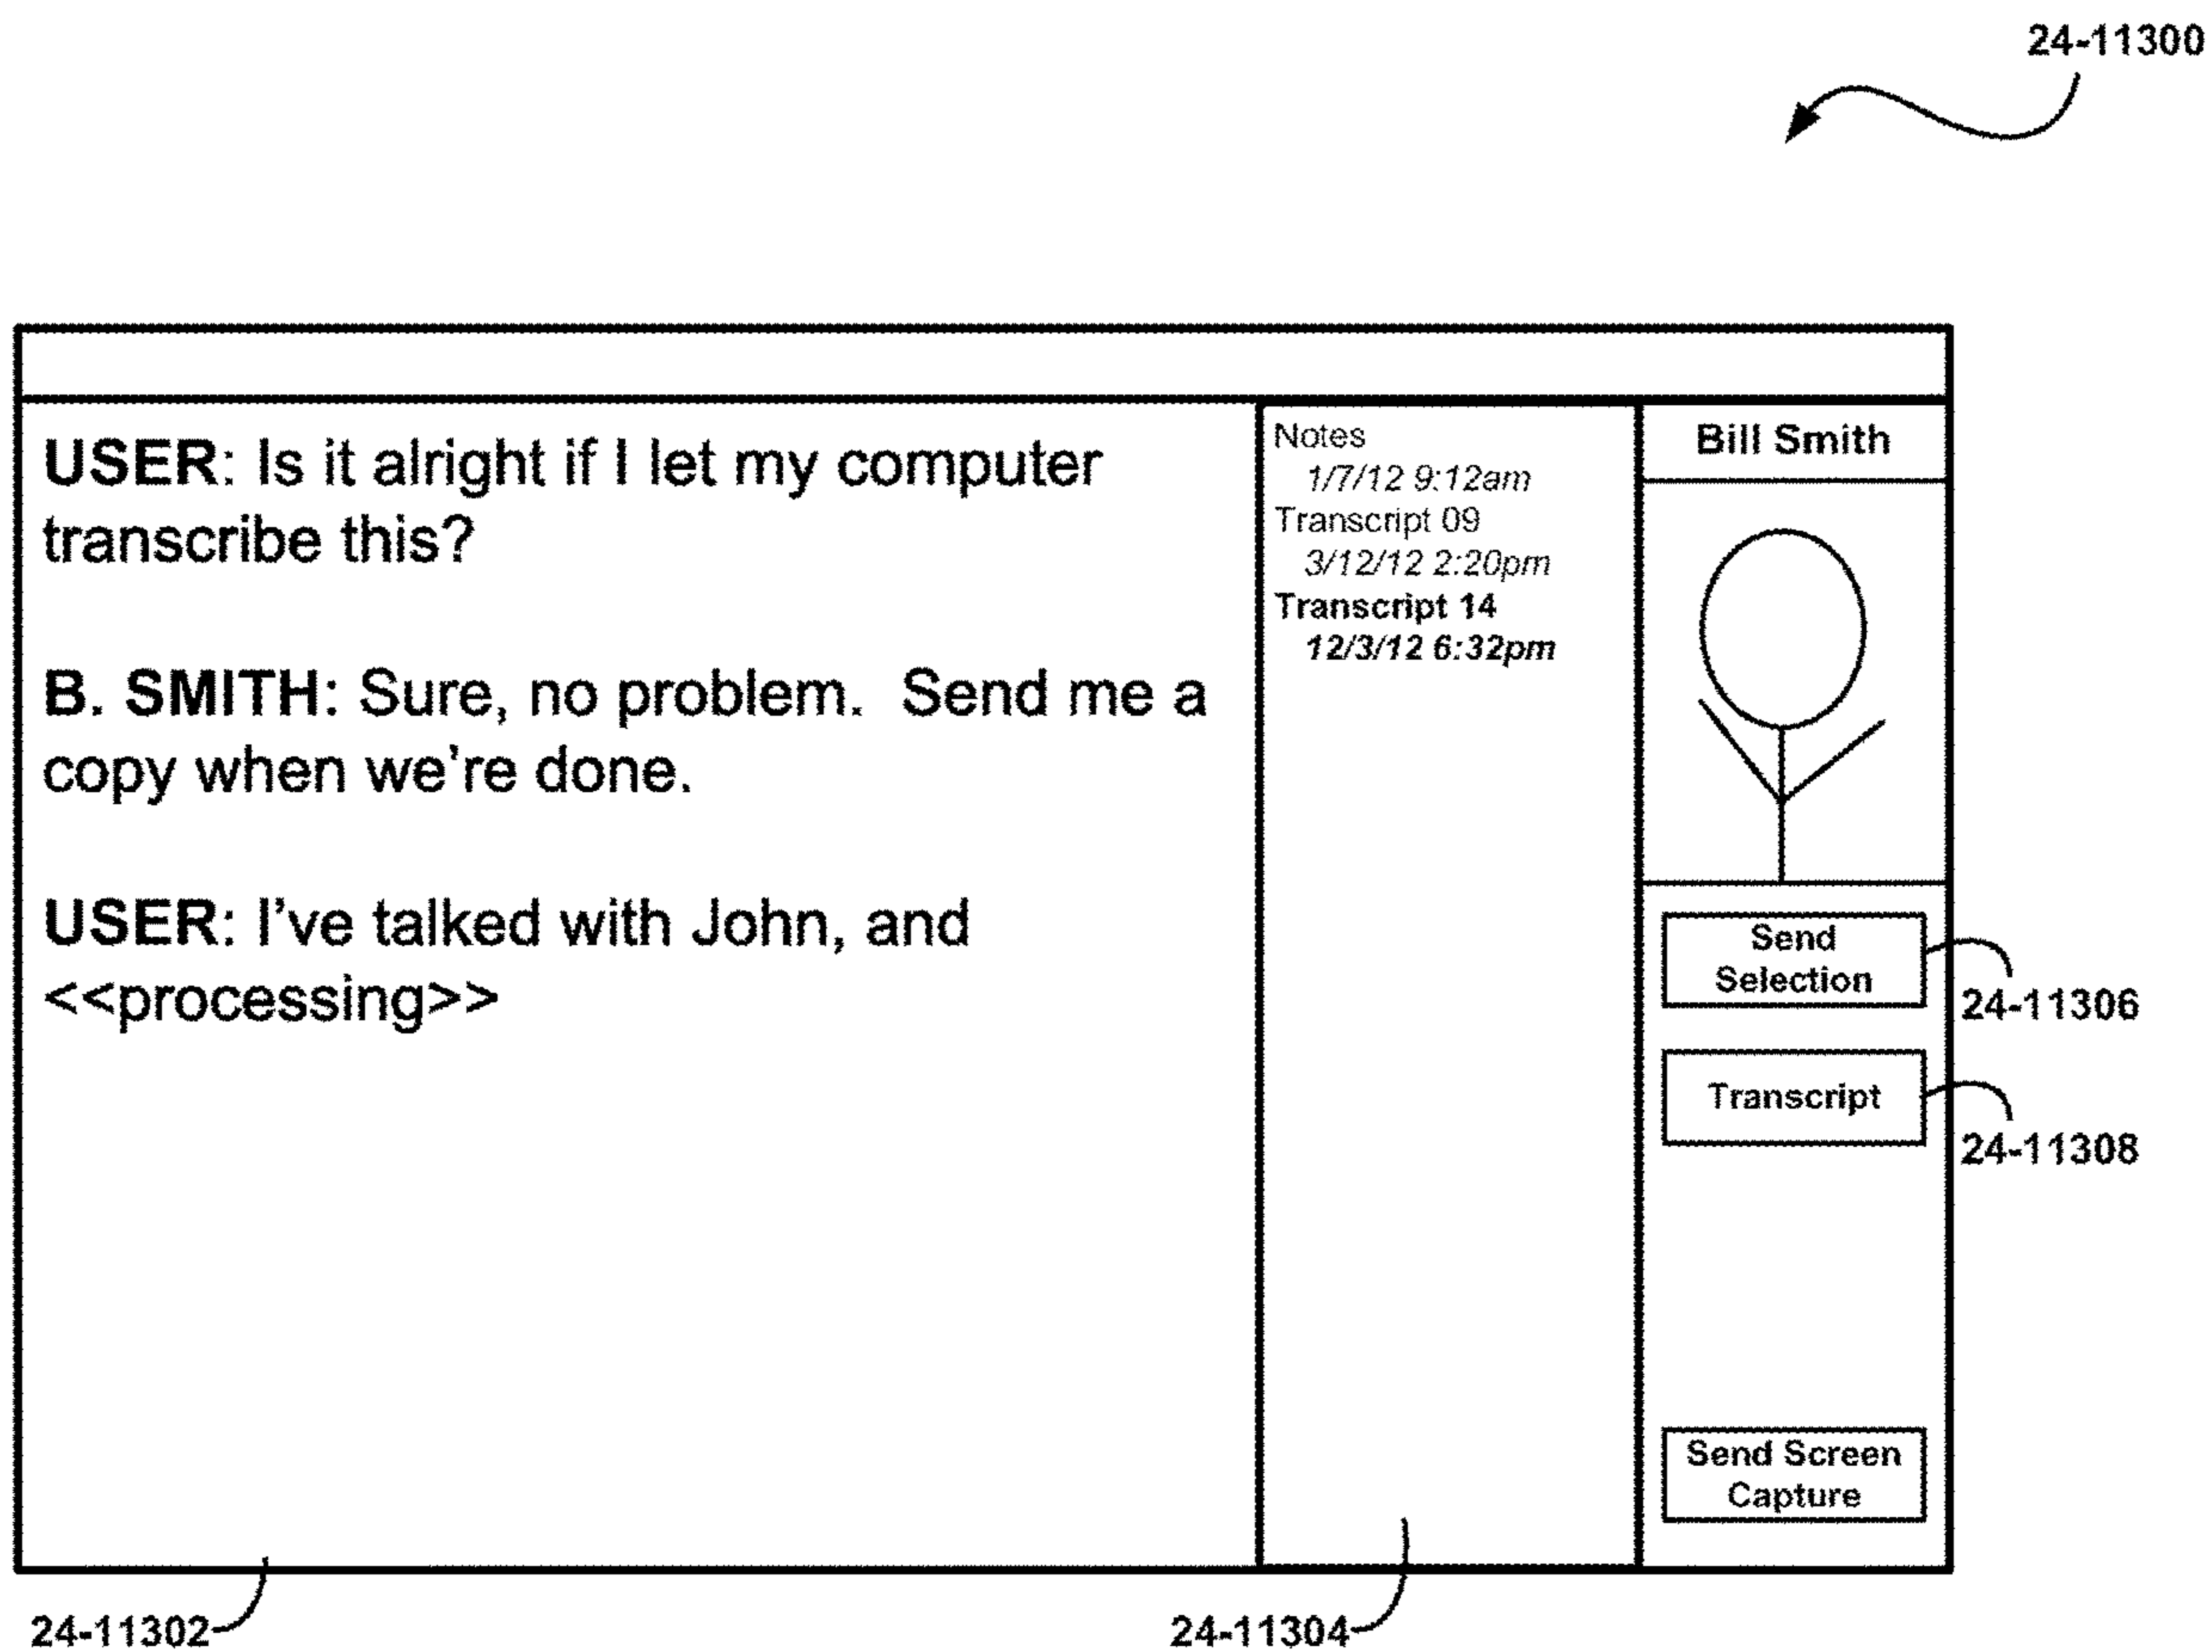 24-11300
USER: Is it alright if I let my computer
transcribe this?
B. SMITH: Sure, no problem.  Send me a
copy when we're done.
USER: I've talked with John, and
<<processing>>
Notes
1/7/12 9:12am
Transcript 09
3/12/12 2:20pm
Transcript 14
12/3/12 6:32pm
Bill Smith
Send
Selection
24-11306
Transcript
24-11308
Send Screen
Capture
24-11302
24-11304